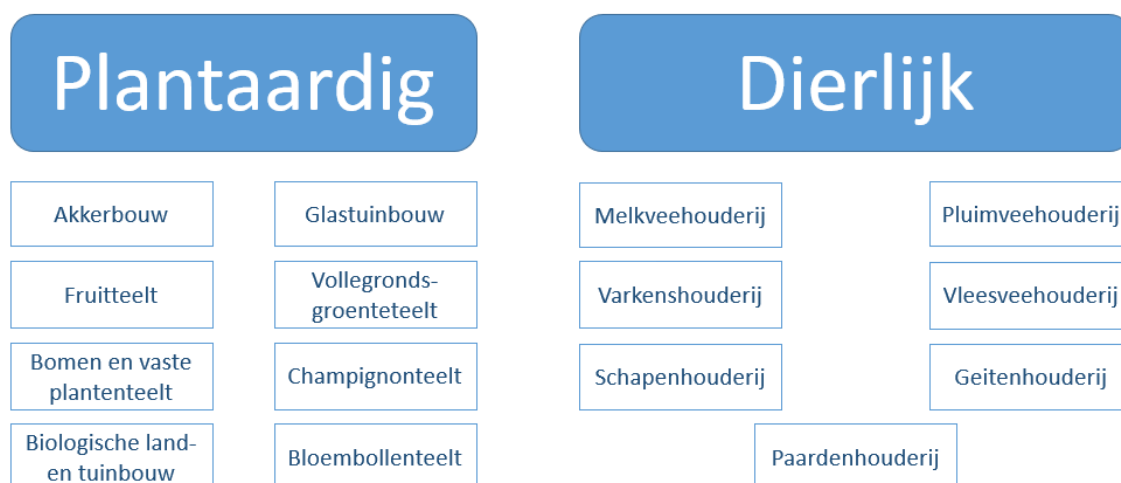 Plantaardig
Akkerbouw
Glastuinbouw
Fruitteelt
Vollegronds-
groenteteelt
Bomen en vaste
plantenteelt
Champignonteelt
Biologische land-
en tuinbouw
Bloembollenteelt
Dierlijk
Melkveehouderij
Pluimveehouderij
Varkenshouderij
Vleesveehouderij
Schapenhouderij
Geitenhouderij
Paardenhouderij